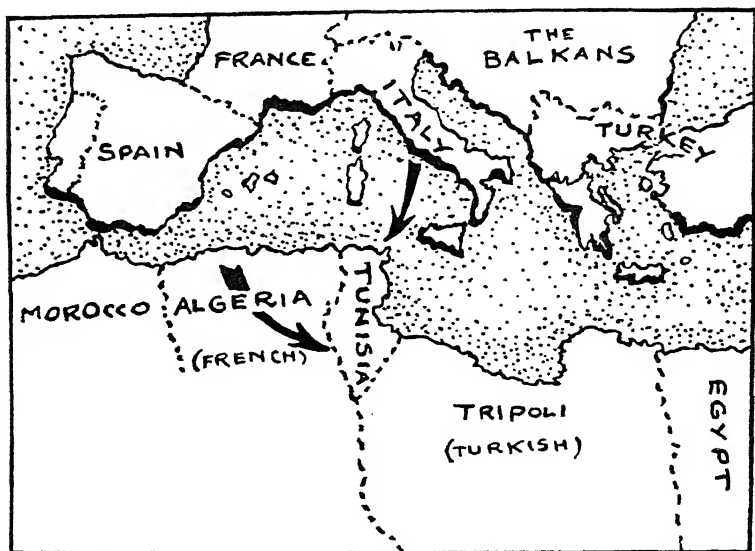 FRANCE
THE
BALKANS
ITALY
TURKEY
SPAIN
MOROCCO
ALGERIA
(FRENCH)
TUNISIA
TRIPOLI
(TURKISH)
EGYPT